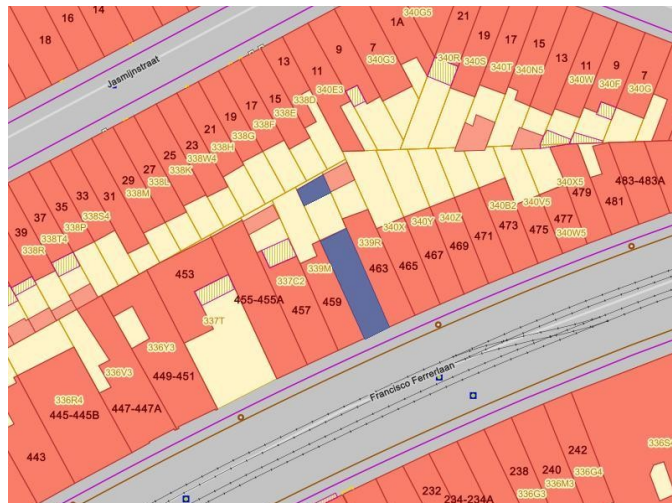 14
16
18
Jasmijnstraat
1A
340G5
7
9
340G3
11
340E3
13
338D
15
338E
17
338F
19
338G
21
338H
23
338W4
25
338K
27
338L
29
338M
31
33
338S4
35
338P
37
338T4
39
338R
21
19
17
15
13
11
9
7
340R
340S
340T
340N5
340W
340F
340G
340X5
479
483-483A
481
477
340W5
475
340V5
473
340B2
471
469
340Z
467
340Y
465
340X
463
339R
459
339M
457
337C2
455-455A
453
337T
449-451
336Y3
447-447A
336V3
445-445B
336R4
443
Francisco Ferrerlaan
232
234-234A
238
336G3
240
336M3
242
336G4
336S4